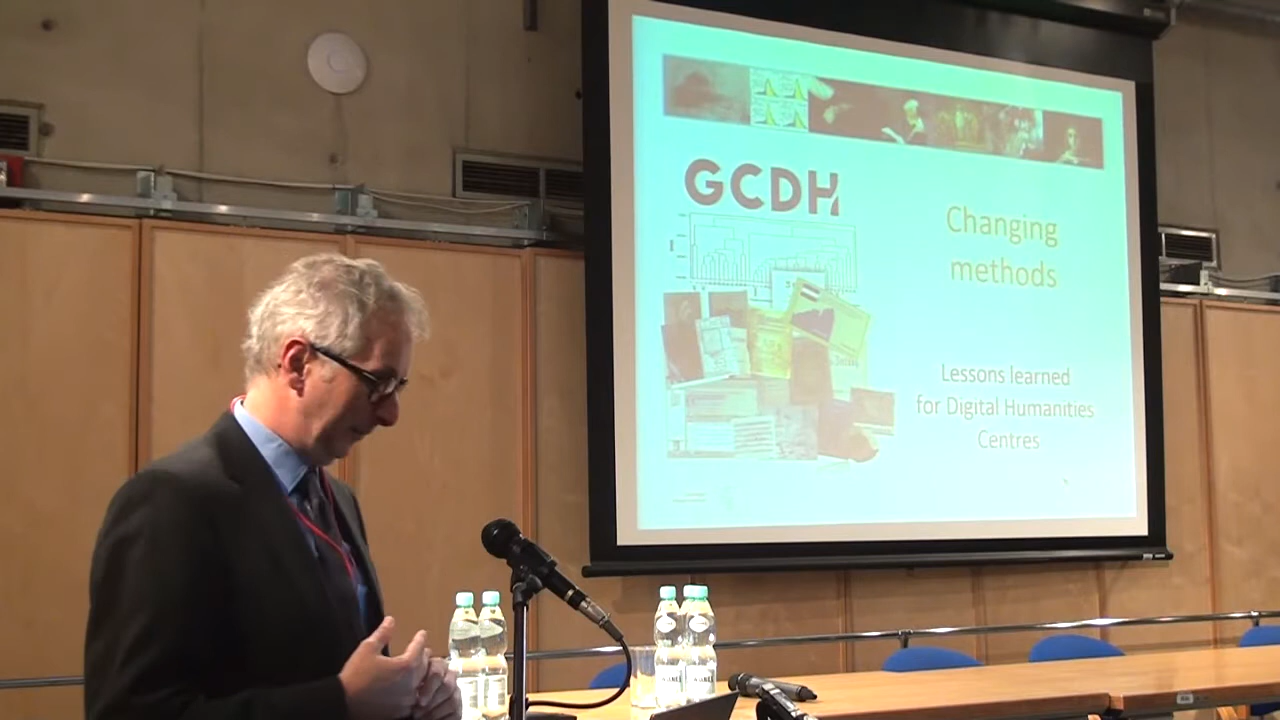 GCDH
Changing
methods
Lessons learned
for Digital Humanities
Centres